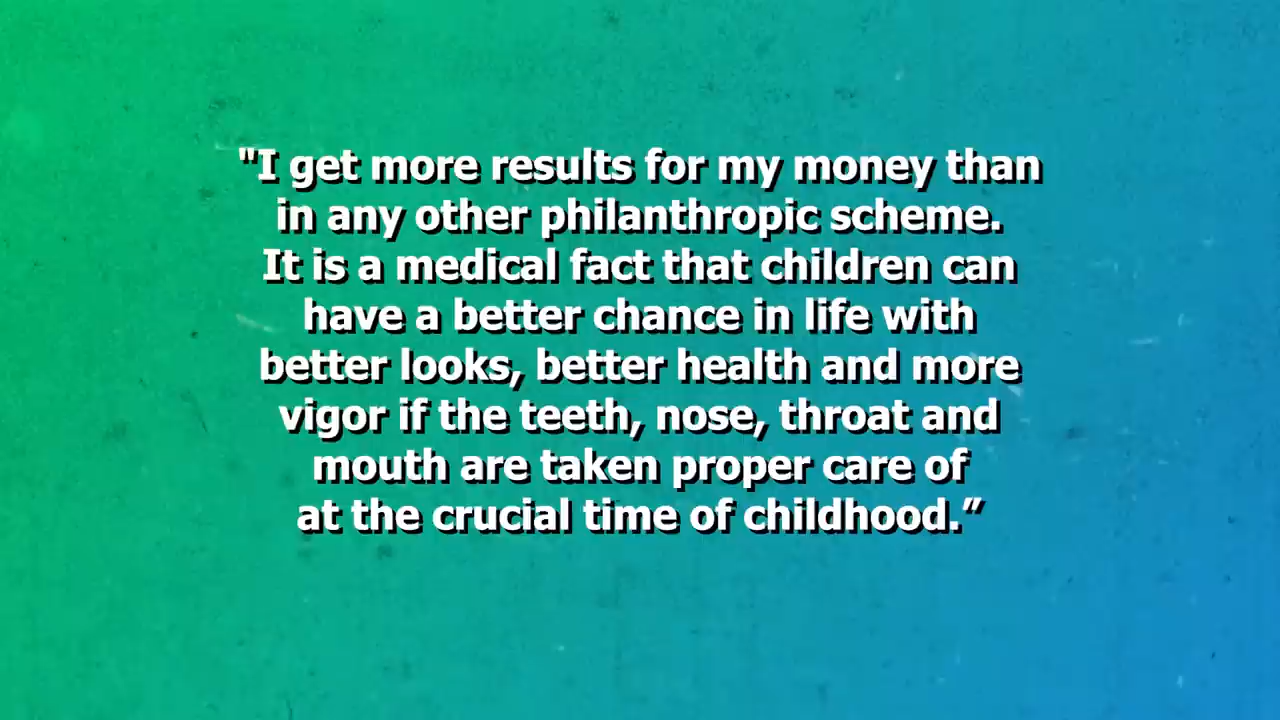 "I get more results for my money than
in any other philanthropic scheme.
It is a medical fact that children can
have a better chance in life with
better looks, better health and more
vigor if the teeth, nose, throat and
mouth are taken proper care of
at the crucial time of childhood.”